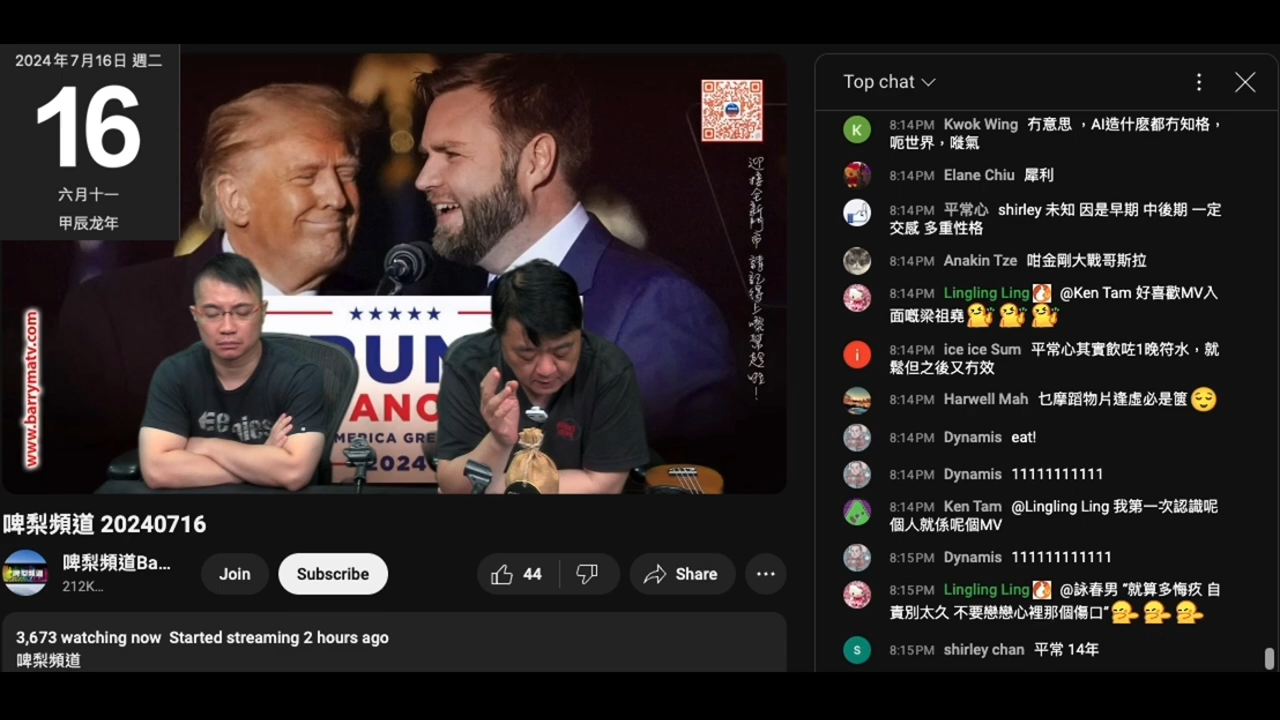 2024年7月16日 週二
16
六月十一
甲辰龙年
www.barrymatv.com
迎接全新門市 請記得上嚟幫趁啦!
★★★★★
AMERICA GRE
2024
啤梨頻道 20240716
啤梨頻道Ba...
212K...
Join
Subscribe
44
Share
3,673 watching now Started streaming 2 hours ago
啤梨頻道
Top chat
K
8:14PM Kwok Wing 冇意思 ，AI造什麽都冇知格，
呃世界，嘥氣
8:14PM Elane Chiu 犀利
8:14PM 平常心 shirley 未知 因是早期 中後期 一定
交感 多重性格
8:14PM Anakin Tze 咁金剛大戰哥斯拉
8:14PM Lingling Ling @Ken Tam 好喜歡MV入
面嘅梁祖堯
i
8:14PM ice ice Sum 平常心其實飲咗1晚符水，就
鬆但之後又冇效
8:14PM Harwell Mah 乜摩蹈物片逢虛必是篋😌
8:14PM Dynamis eat!
8:14PM Dynamis 11111111111
8:14PM Ken Tam @Lingling Ling 我第一次認識呢
個人就係呢個MV
8:15PM Dynamis 111111111111
8:15PM Lingling Ling @詠春男 “就算多悔疚 自
責別太久 不要戀戀心裡那個傷口”
S
8:15PM shirley chan 平常 14年